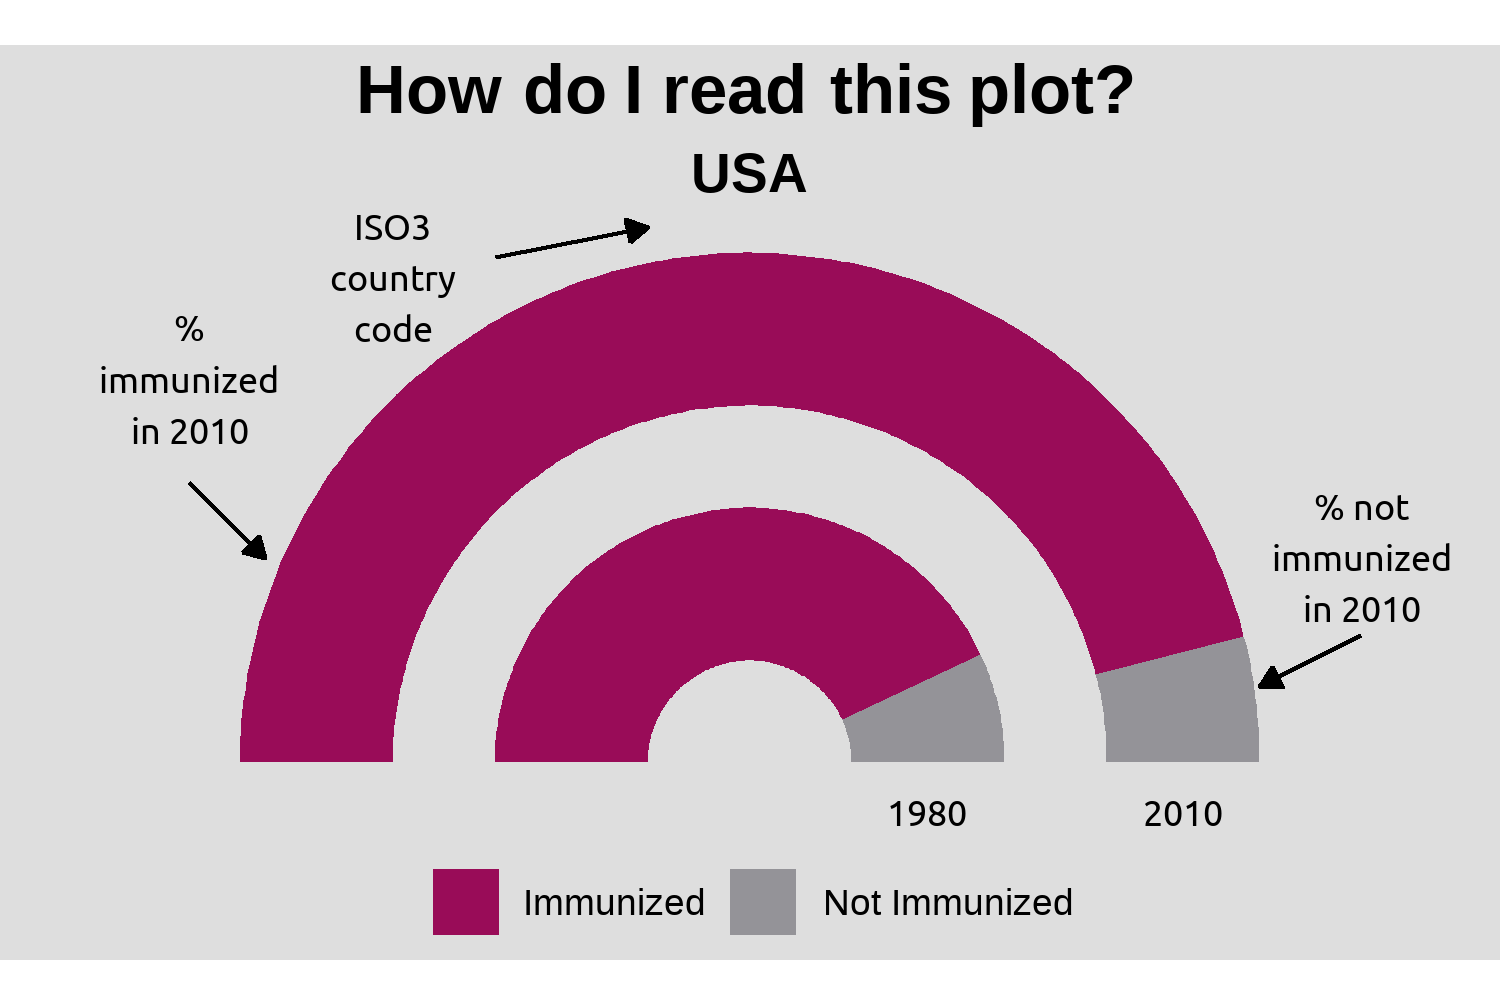 How do I read this plot?
USA
ISO3
country
code
%
immunized
in 2010
% not
immunized
in 2010
1980
2010
Immunized
Not Immunized